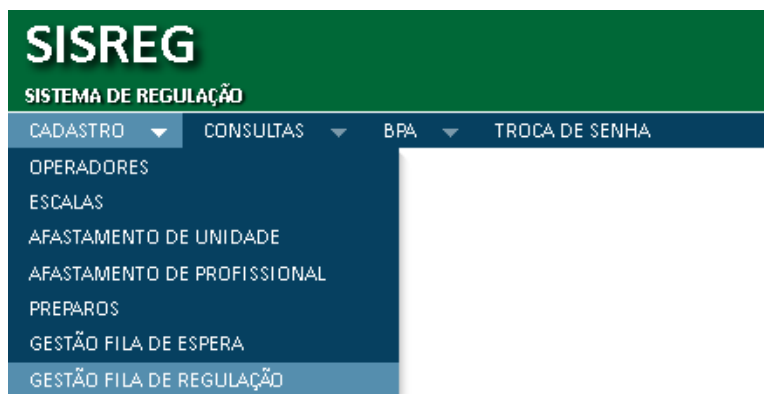 SISREG
SISTEMA DE REGULAÇÃO
CADASTRO CONSULTAS BPA TROCA DE SENHA
OPERADORES
ESCALAS
AFASTAMENTO DE UNIDADE
AFASTAMENTO DE PROFISSIONAL
PREPAROS
GESTÃO FILA DE ESPERA
GESTÃO FILA DE REGULAÇÃO